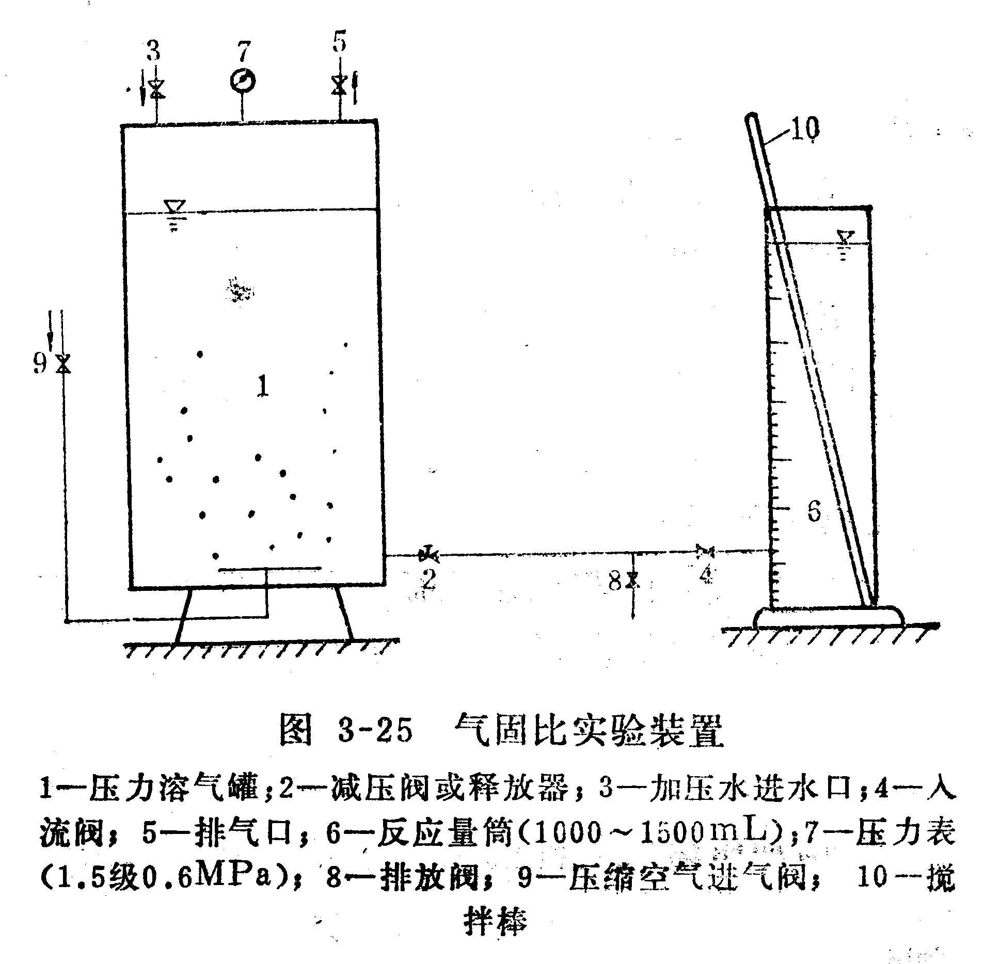 3 7 5
10
9
1
6
2 8 4
图 3-25 气固比实验装置
1—压力溶气罐;2—减压阀或释放器; 3—加压水进水口;4—入
流阀; 5—排气口; 6—反应量筒(1000~1500mL);7—压力表
(1.5级0.6MPa); 8—排放阀; 9—压缩空气进气阀; 10—搅
拌棒